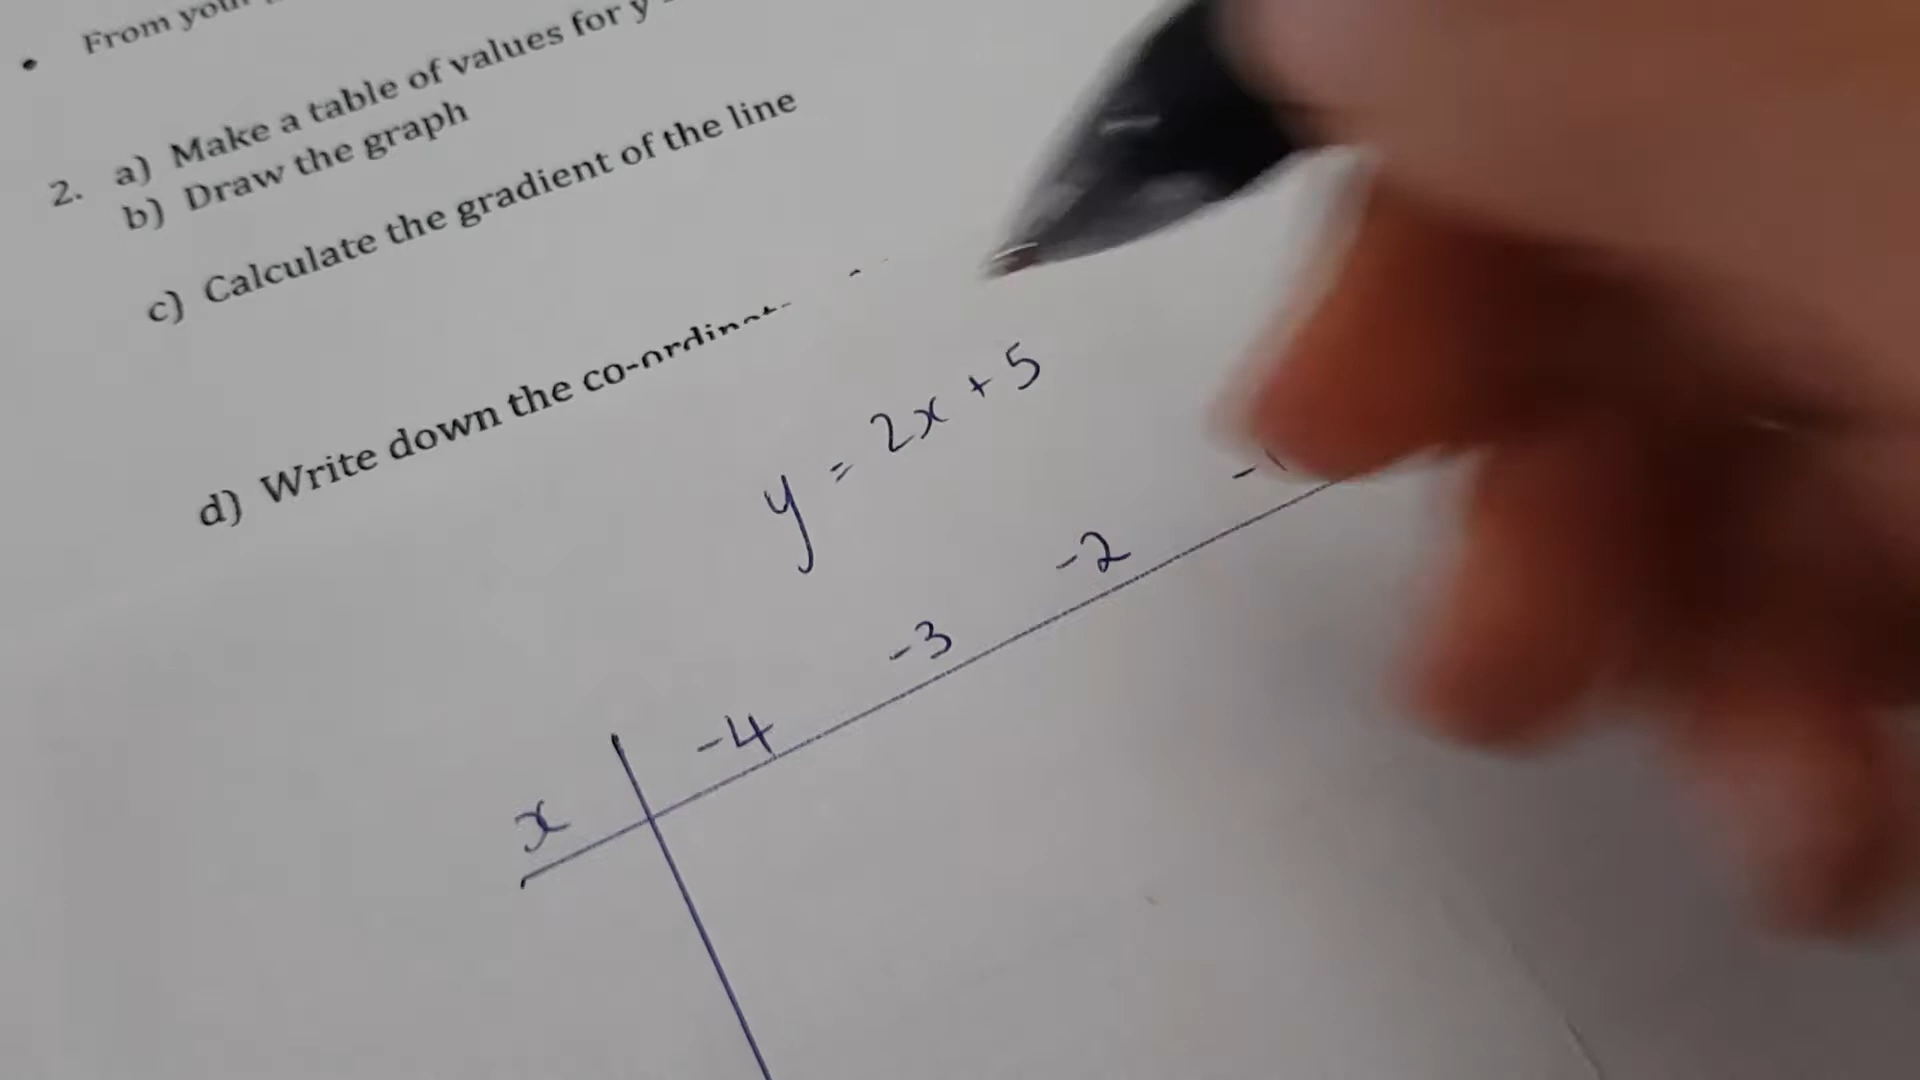 • From your
2. a) Make a table of values for y
b) Draw the graph
c) Calculate the gradient of the line
d) Write down the
y = 2x + 5
x -4 -3 -2